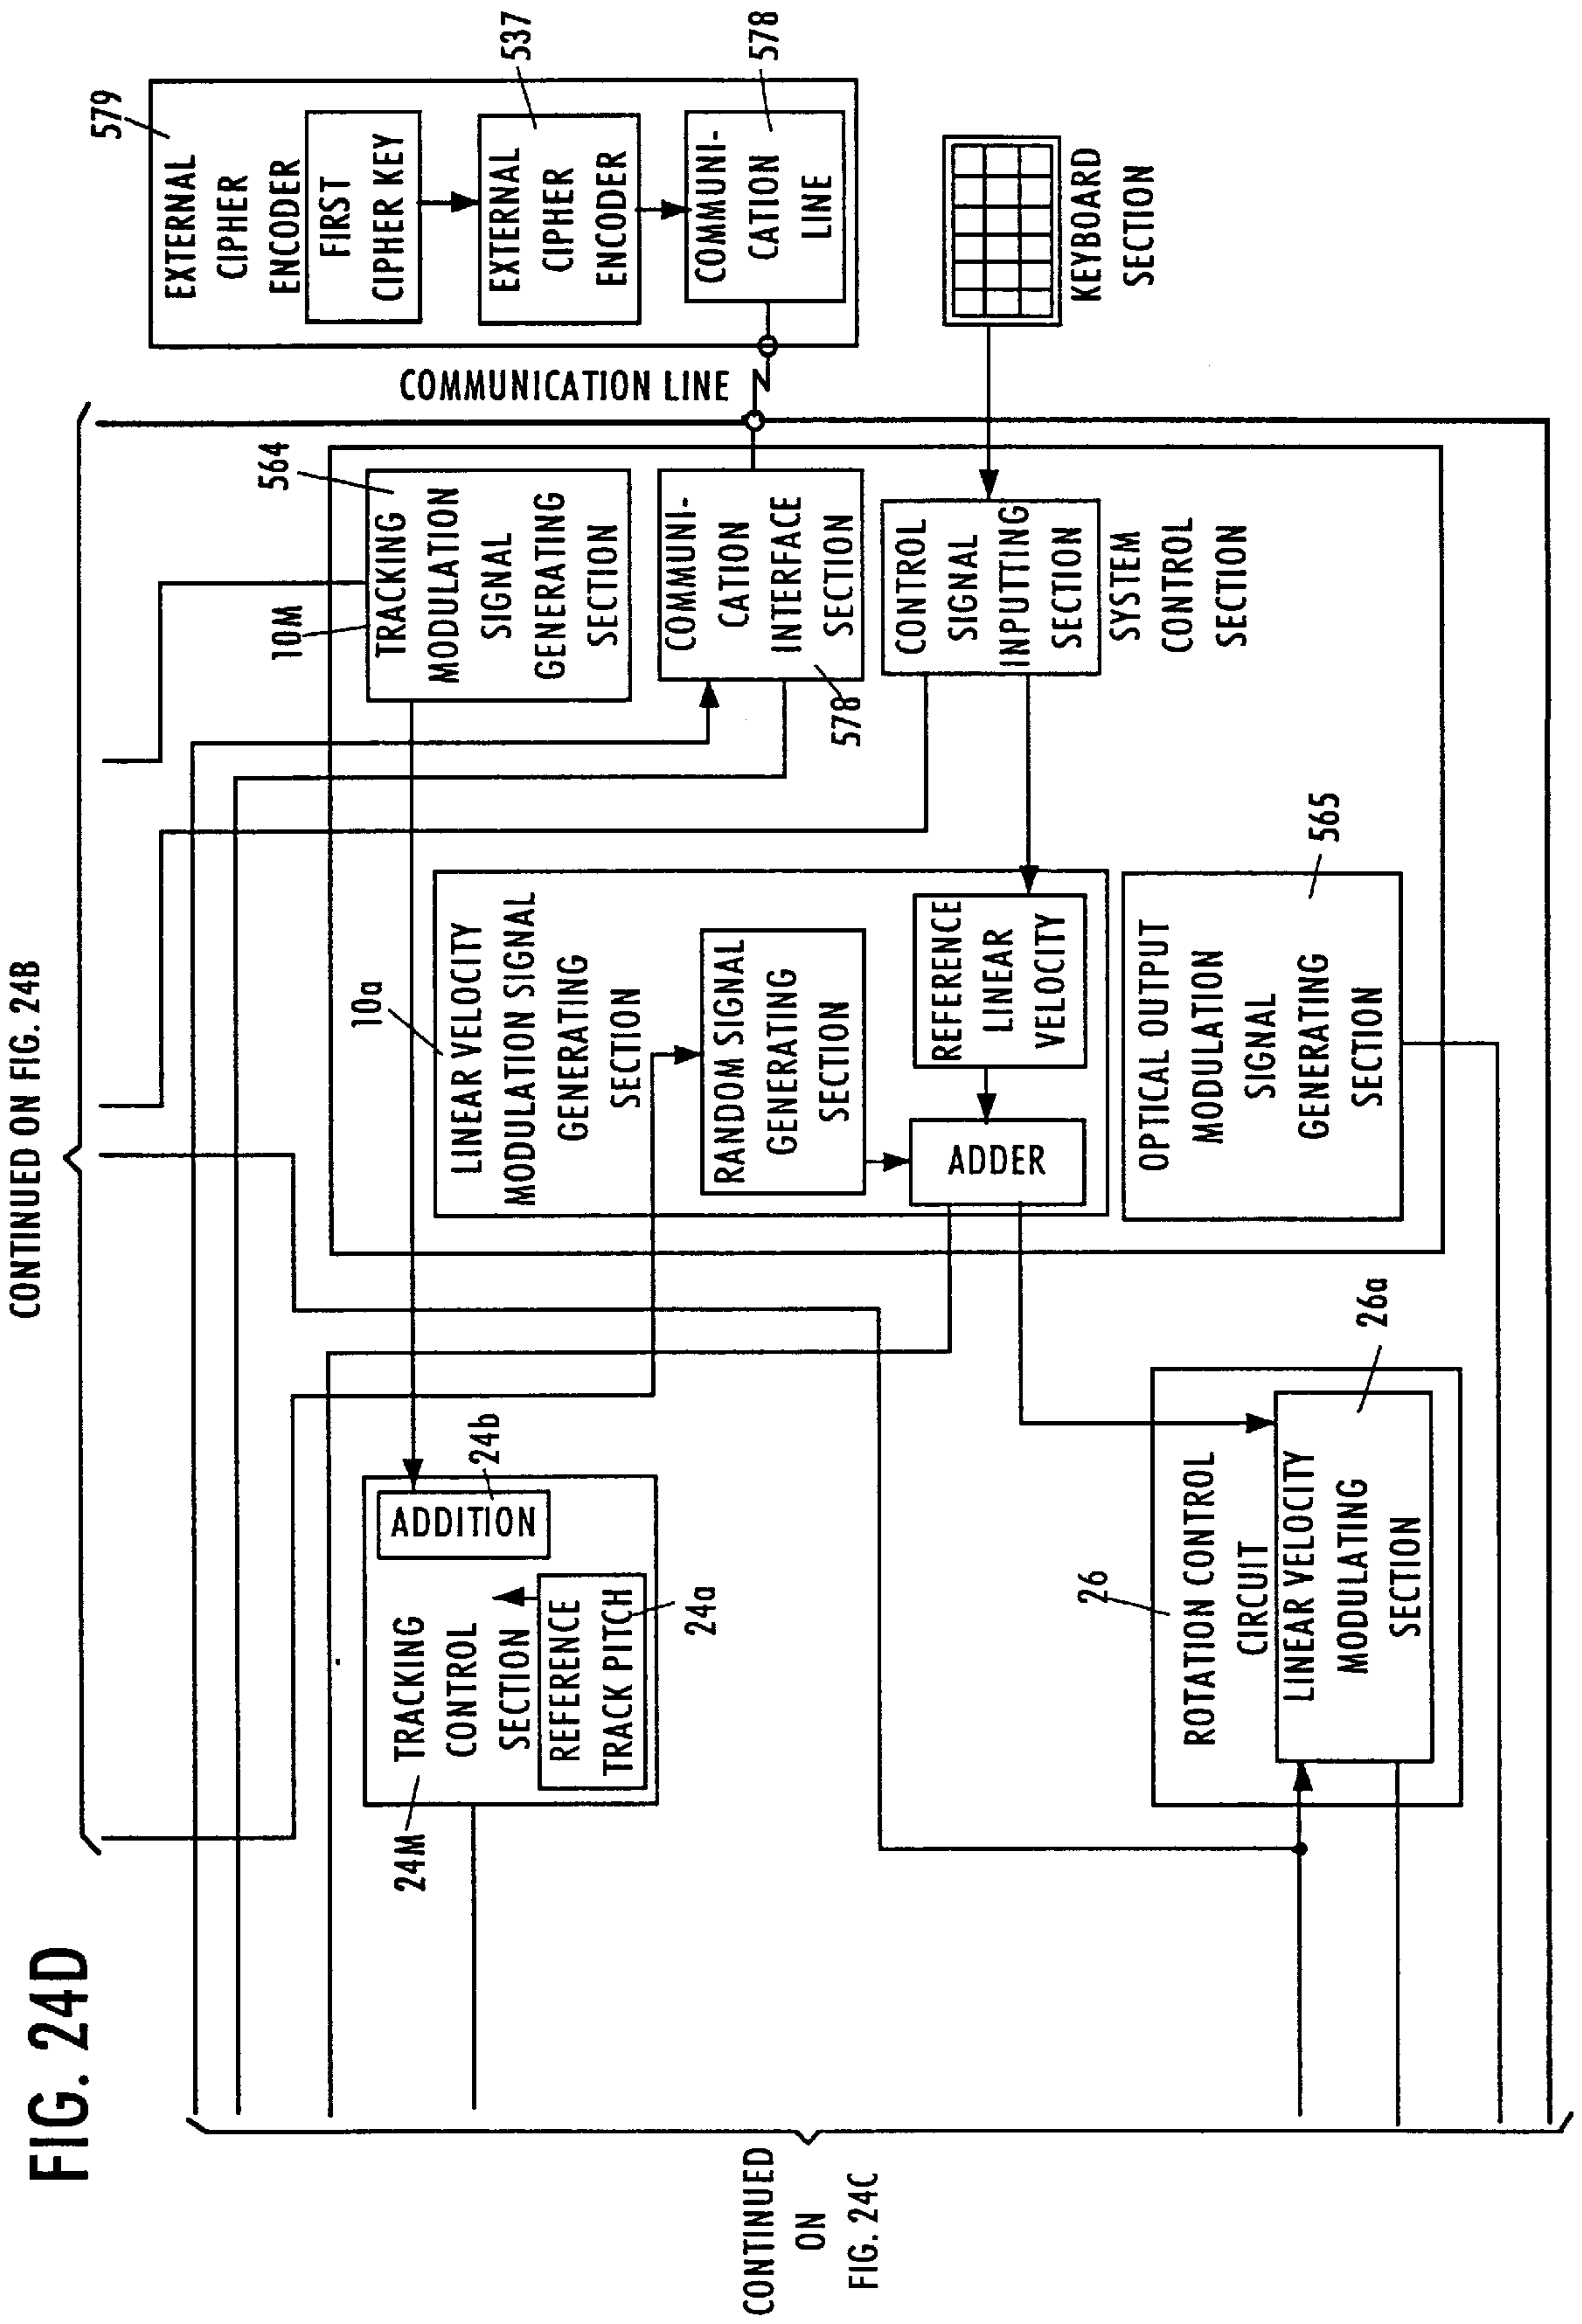 FIG. 24D
CONTINUED ON FIG. 24B
579
EXTERNAL
CIPHER
ENCODER
FIRST
CIPHER KEY
537
EXTERNAL
CIPHER
ENCODER
578
COMMUNI-
CATION
LINE
COMMUNICATION LINE
KEYBOARD
SECTION
564
10M
TRACKING
MODULATION
SIGNAL
GENERATING
SECTION
COMMUNI-
CATION
INTERFACE
SECTION
578
CONTROL
SIGNAL
INPUTTING
SECTION
SYSTEM
CONTROL
SECTION
10a
LINEAR VELOCITY
MODULATION SIGNAL
GENERATING
SECTION
RANDOM SIGNAL
GENERATING
SECTION
REFERENCE
LINEAR
VELOCITY
ADDER
565
OPTICAL OUTPUT
MODULATION
SIGNAL
GENERATING
SECTION
24M
TRACKING
CONTROL
SECTION
ADDITION
24b
REFERENCE
TRACK PITCH
24a
26
ROTATION CONTROL
CIRCUIT
26a
LINEAR VELOCITY
MODULATING
SECTION
CONTINUED
ON
FIG. 24C